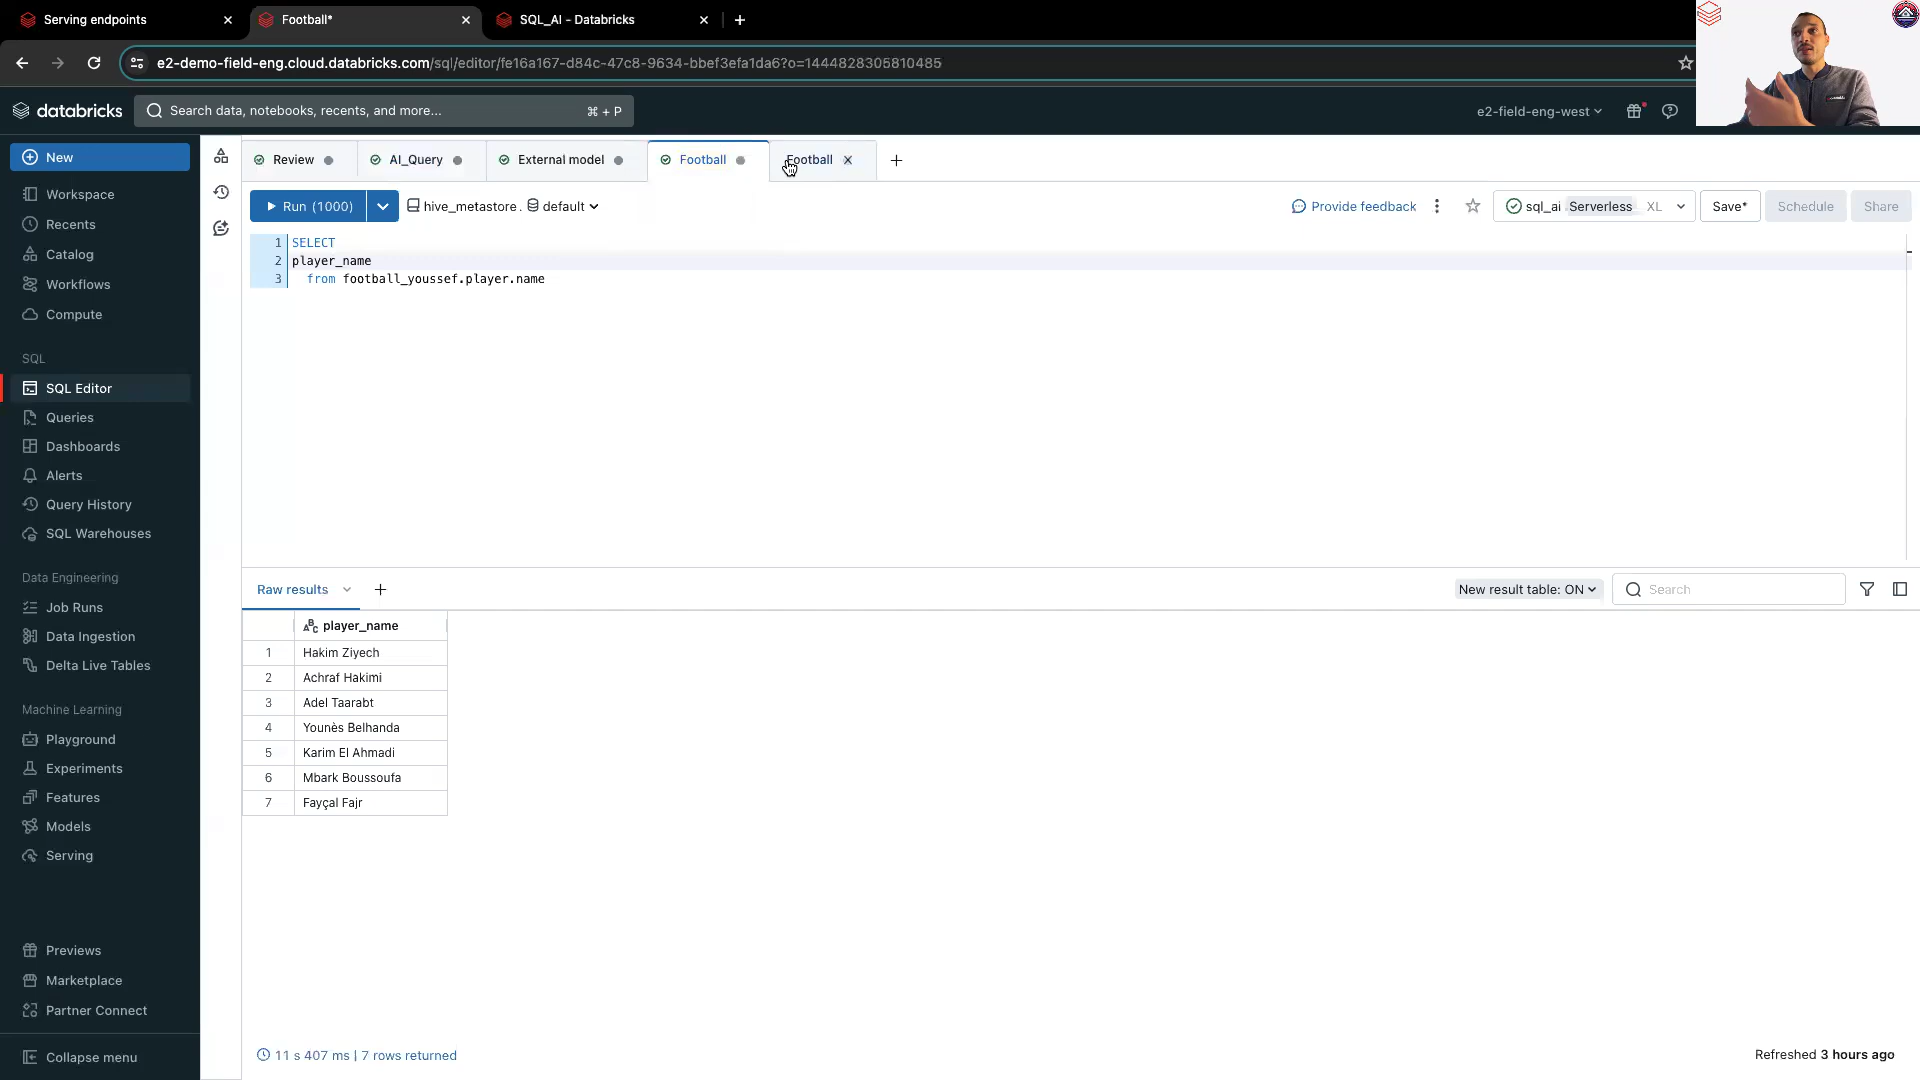 Serving endpoints
Football*
SQL_AI - Databricks
e2-demo-field-eng.cloud.databricks.com/sql/editor/fe16a167-d84c-47c8-9634-bbef3efa1da6?o=1444828305810485
databricks
Search data, notebooks, recents, and more...
⌘ + P
e2-field-eng-west
New
Workspace
Recents
Catalog
Workflows
Compute
SQL
SQL Editor
Queries
Dashboards
Alerts
Query History
SQL Warehouses
Data Engineering
Job Runs
Data Ingestion
Delta Live Tables
Machine Learning
Playground
Experiments
Features
Models
Serving
Previews
Marketplace
Partner Connect
Collapse menu
Review
AI_Query
External model
Football
Football
Run (1000)
hive_metastore. default
Provide feedback
sql_ai Serverless XL
Save*
Schedule
Share
1 SELECT
2 player_name
3 from football_youssef.player.name
Raw results
New result table: ON
Search
player_name
1 Hakim Ziyech
2 Achraf Hakimi
3 Adel Taarabt
4 Younès Belhanda
5 Karim El Ahmadi
6 Mbark Boussoufa
7 Fayçal Fajr
11 s 407 ms | 7 rows returned
Refreshed 3 hours ago